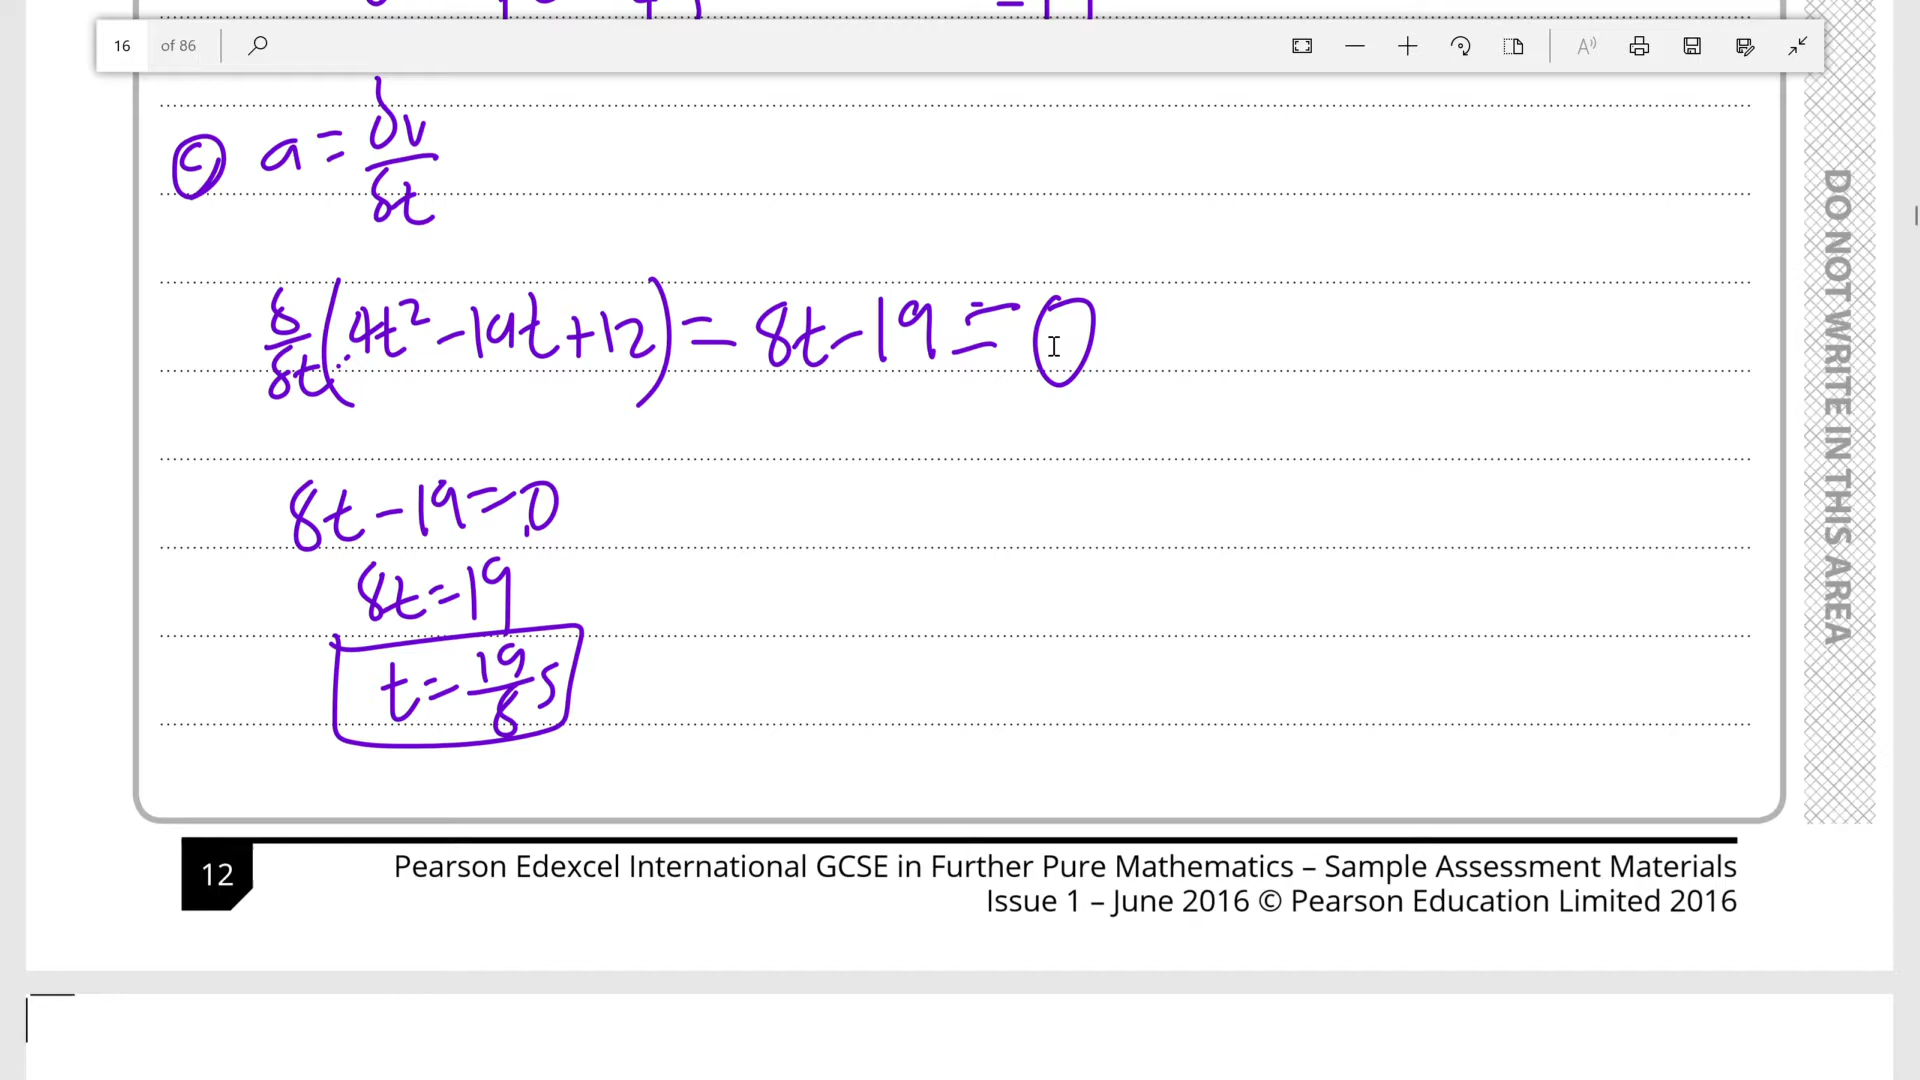 16 of 86
DO NOT WRITE IN THIS AREA
Ⓒ a = δv/δt
δ/δt (4t² - 19t + 12) = 8t - 19 = 0
8t - 19 = 0
8t = 19
t = 19/8 s
12
Pearson Edexcel International GCSE in Further Pure Mathematics – Sample Assessment Materials
Issue 1 – June 2016 © Pearson Education Limited 2016